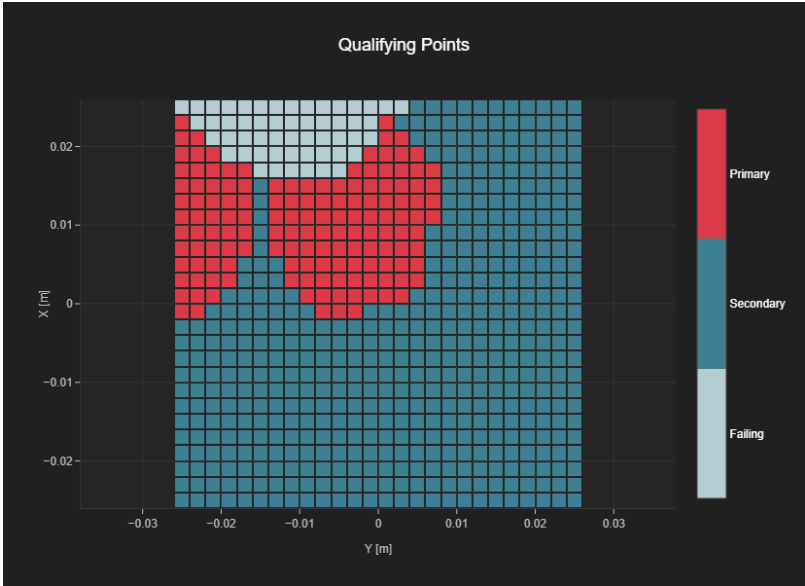 Qualifying Points
0.02
0.01
0
−0.01
−0.02
X [m]
−0.03
−0.02
−0.01
0
0.01
0.02
0.03
Y [m]
Primary
Secondary
Failing